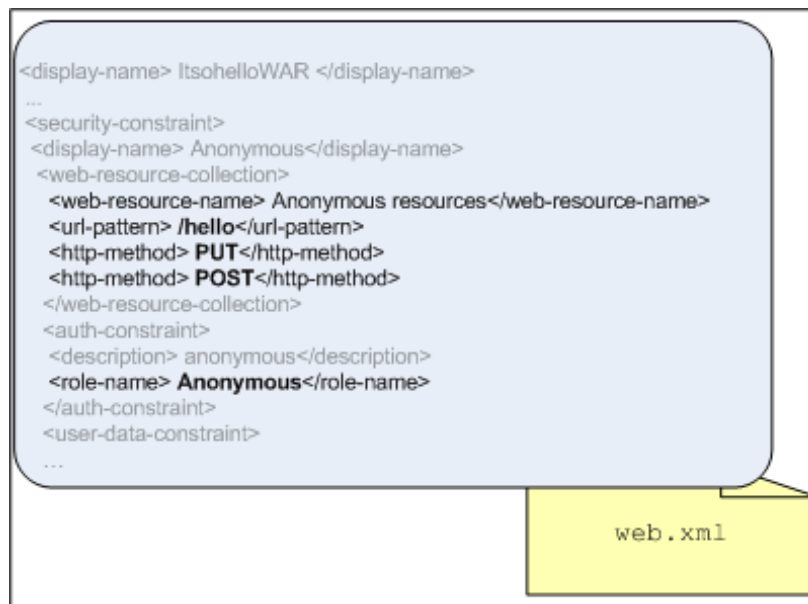 <display-name> ItsohelloWAR </display-name>
...
<security-constraint>
<display-name> Anonymous</display-name>
<web-resource-collection>
<web-resource-name> Anonymous resources</web-resource-name>
<url-pattern> /hello</url-pattern>
<http-method> PUT</http-method>
<http-method> POST</http-method>
</web-resource-collection>
<auth-constraint>
<description> anonymous</description>
<role-name> Anonymous</role-name>
</auth-constraint>
<user-data-constraint>
...
web.xml